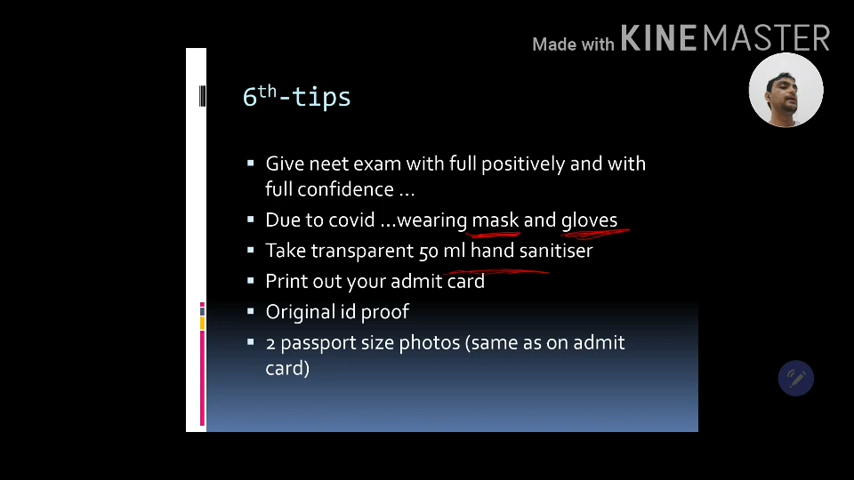 Made with KINEMASTER
6th-tips
Give neet exam with full positively and with
full confidence ...
Due to covid ...wearing mask and gloves
Take transparent 50 ml hand sanitiser
Print out your admit card
Original id proof
2 passport size photos (same as on admit
card)